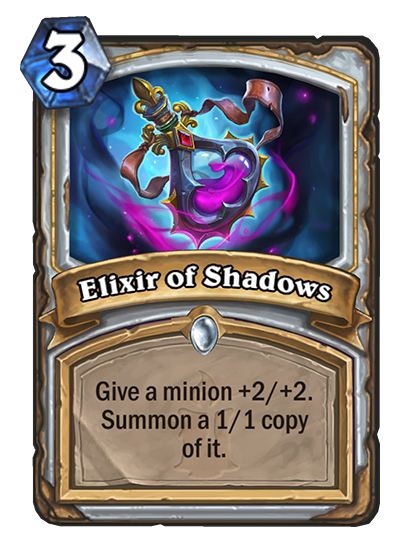 3
Elixir of Shadows
Give a minion +2/+2.
Summon a 1/1 copy
of it.